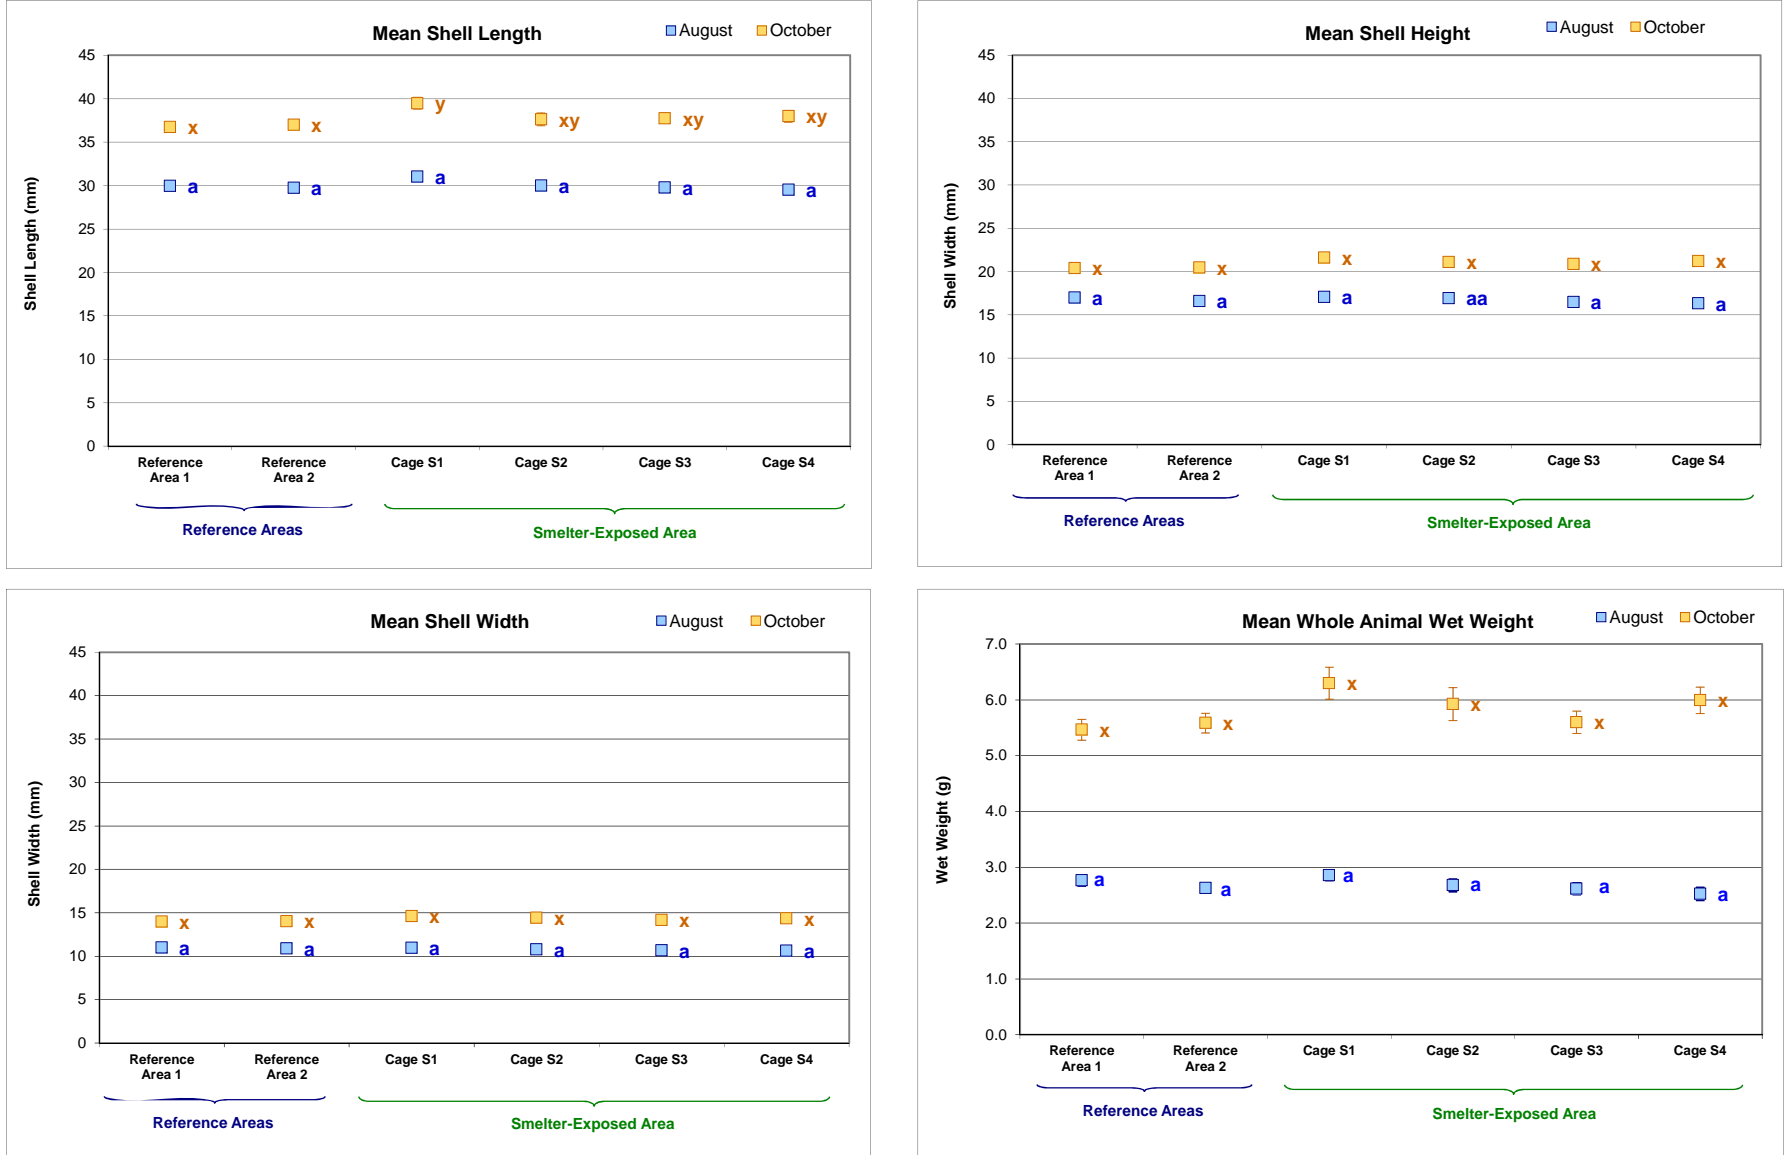 Mean Shell Length
August October
45
40
35
30
25
20
15
10
5
0
Shell Length (mm)
y
x x xy xy xy
a a a a a a
Reference Area 1
Reference Area 2
Cage S1
Cage S2
Cage S3
Cage S4
Reference Areas
Smelter-Exposed Area
Mean Shell Height
August October
45
40
35
30
25
20
15
10
5
0
Shell Width (mm)
x x x x x x
a a a aa a a
Reference Area 1
Reference Area 2
Cage S1
Cage S2
Cage S3
Cage S4
Reference Areas
Smelter-Exposed Area
Mean Shell Width
August October
45
40
35
30
25
20
15
10
5
0
Shell Width (mm)
x x x x x x
a a a a a a
Reference Area 1
Reference Area 2
Cage S1
Cage S2
Cage S3
Cage S4
Reference Areas
Smelter-Exposed Area
Mean Whole Animal Wet Weight
August October
7.0
6.0
5.0
4.0
3.0
2.0
1.0
0.0
Wet Weight (g)
x x x x x x
a a a a a a
Reference Area 1
Reference Area 2
Cage S1
Cage S2
Cage S3
Cage S4
Reference Areas
Smelter-Exposed Area